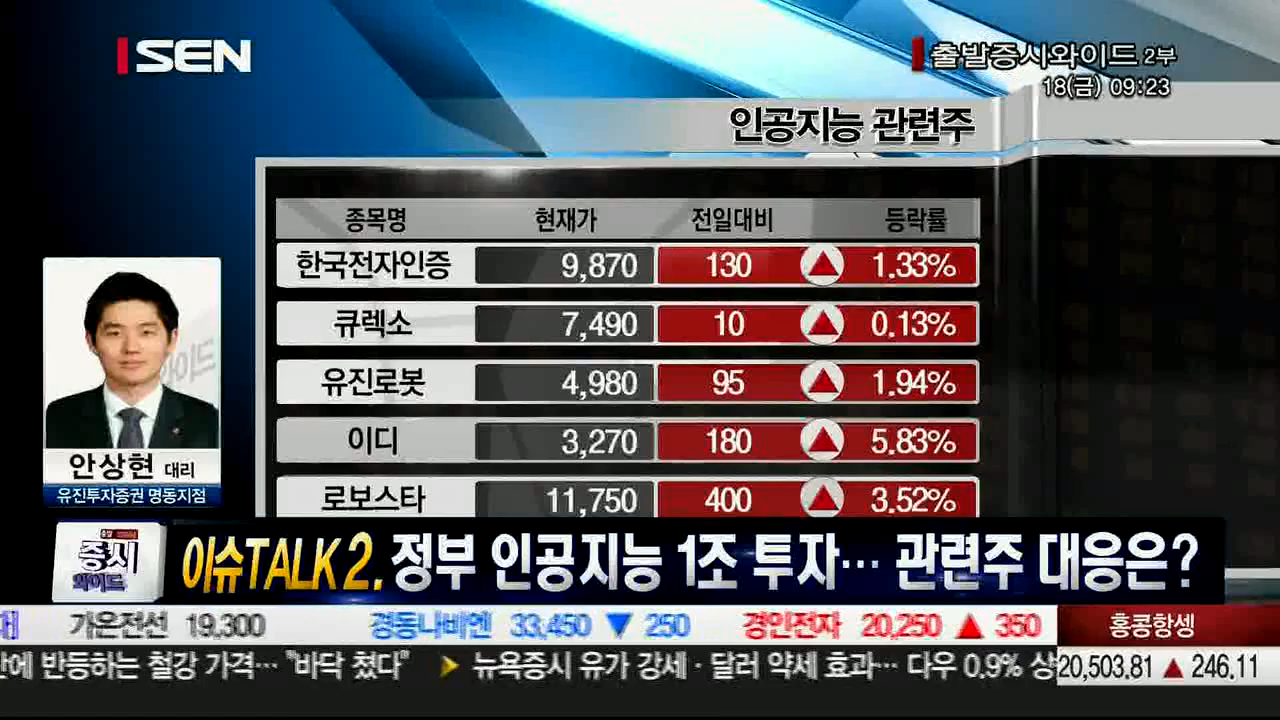 SEN
출발증시와이드 2부
18(금) 09:23
인공지능 관련주
종목명 현재가 전일대비 등락률
한국전자인증 9,870 130 ▲ 1.33%
큐렉소 7,490 10 ▲ 0.13%
유진로봇 4,980 95 ▲ 1.94%
이디 3,270 180 ▲ 5.83%
로보스타 11,750 400 ▲ 3.52%
안상현 대리
유진투자증권 명동지점
증시
와이드
이슈TALK 2. 정부 인공지능 1조 투자… 관련주 대응은?
가온전선 19,300 경동나비엔 33,450 ▼ 250 경인전자 20,250 ▲ 350 홍콩항셍
에 반등하는 철강 가격… "바닥 쳤다" ▶ 뉴욕증시 유가 강세·달러 약세 효과… 다우 0.9% 상
20,503.81 ▲ 246.11